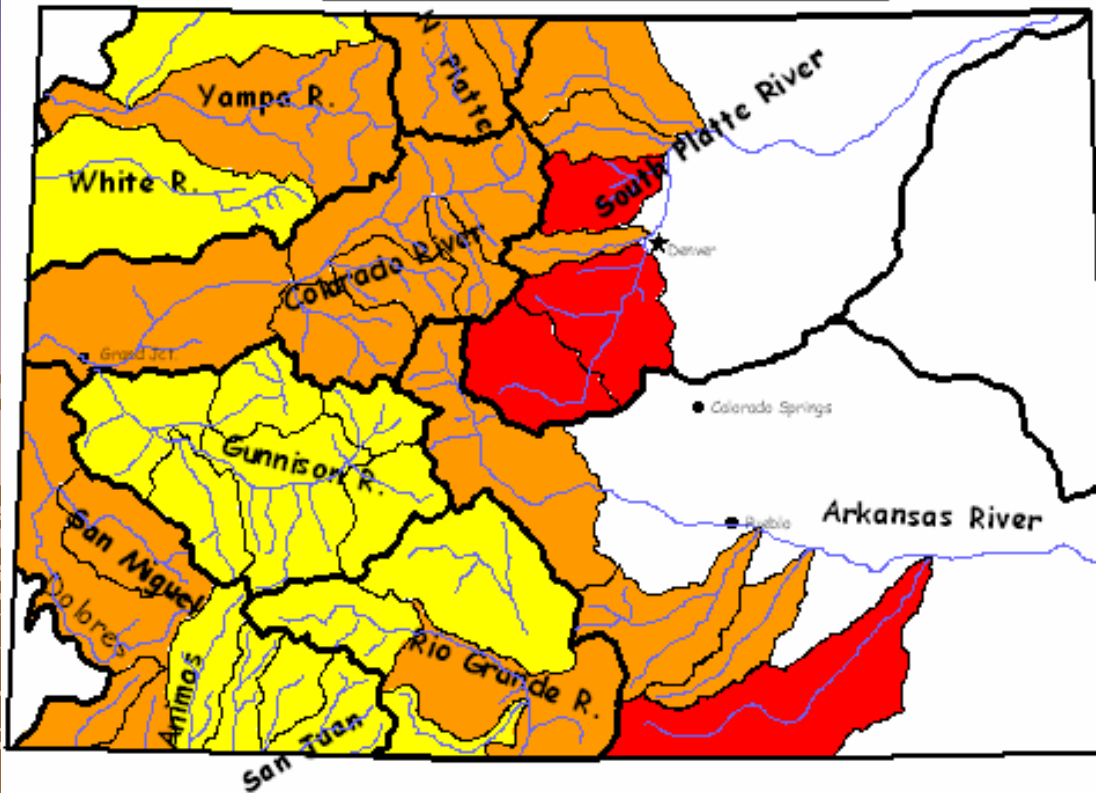 N. Platte
Yampa R.
South Platte River
White R.
Denver
Colorado River
Grand Jct.
Colorado Springs
Gunnison R.
Arkansas River
Pueblo
San Miguel
Dolores
Rio Grande R.
Animas
San Juan